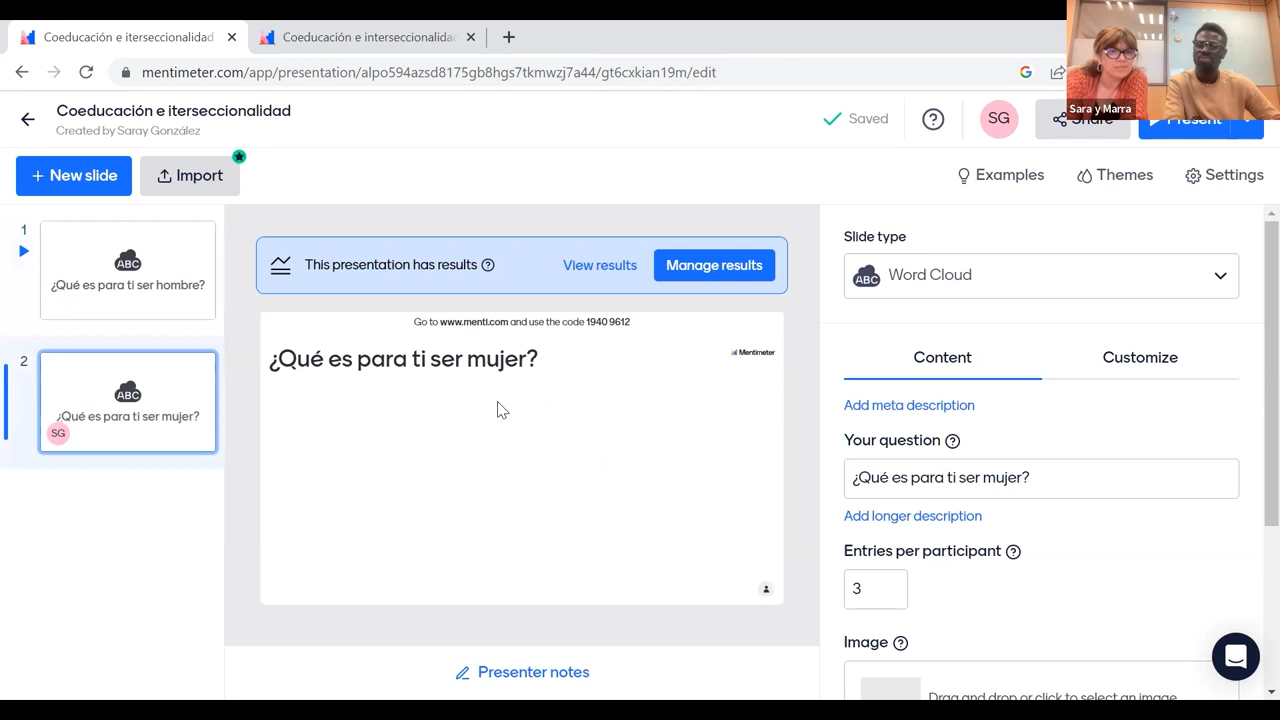 Coeducación e iterseccionalidad
Coeducación e interseccionalidad
mentimeter.com/app/presentation/alpo594azsd8175gb8hgs7tkmwzj7a44/gt6cxkian19m/edit
Sara y Marra
Coeducación e iterseccionalidad
Created by Saray González
Saved
SG
Share
Present
New slide
Import
Examples
Themes
Settings
1
ABC
¿Qué es para ti ser hombre?
2
ABC
¿Qué es para ti ser mujer?
SG
This presentation has results
View results
Manage results
Go to www.menti.com and use the code 1940 9612
¿Qué es para ti ser mujer?
Mentimeter
Presenter notes
Slide type
ABC
Word Cloud
Content
Customize
Add meta description
Your question
¿Qué es para ti ser mujer?
Add longer description
Entries per participant
3
Image
Drag and drop or click to select an image